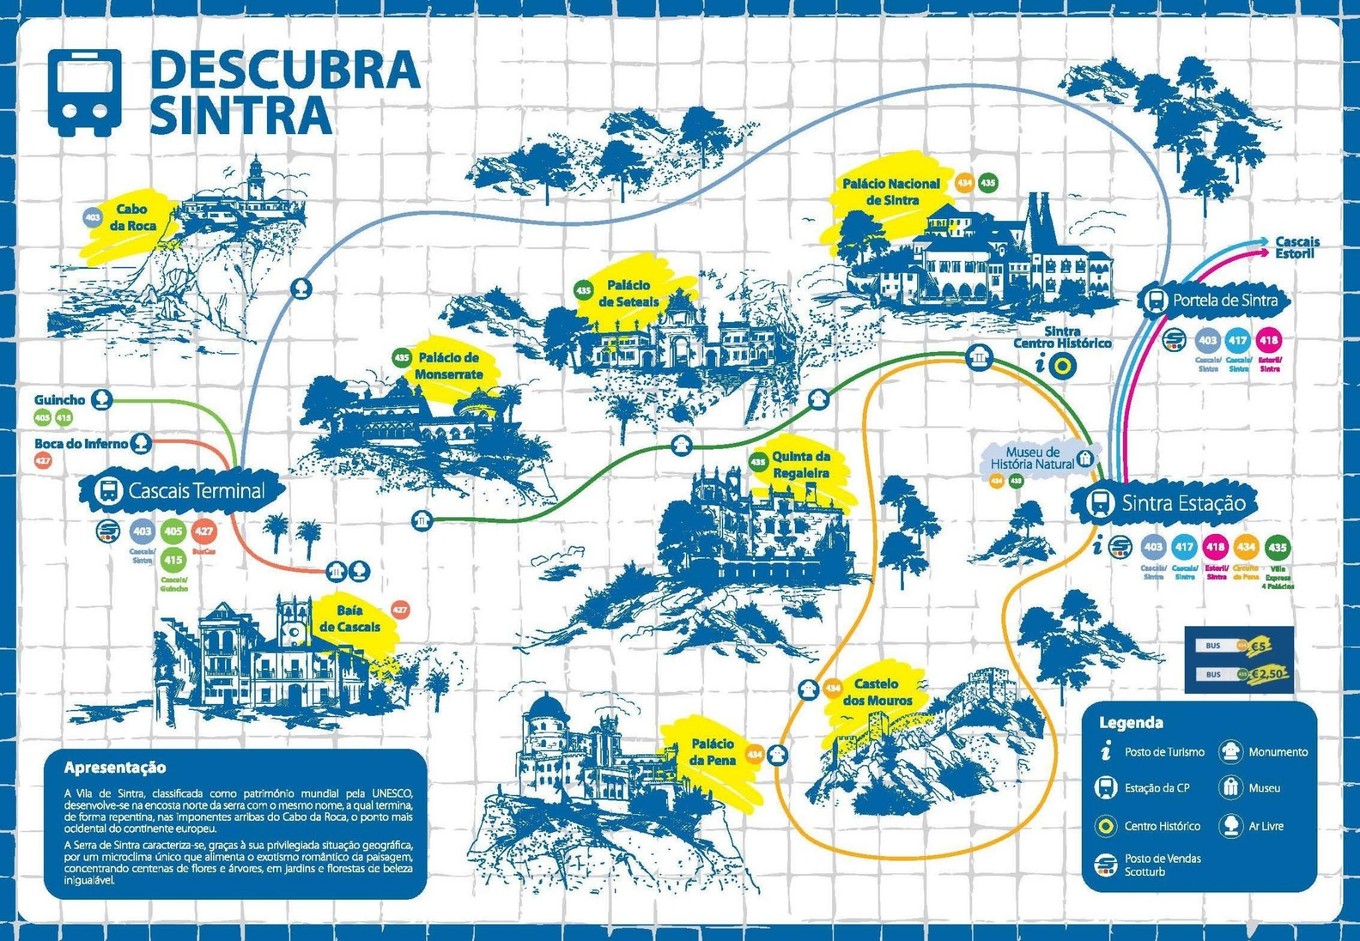 DESCUBRA
SINTRA
403
Cabo
da Roca
Palácio Nacional
de Sintra
434
435
Cascais
Estoril
435
Palácio
de Seteais
Portela de Sintra
403
417
418
Cascais/
Sintra
Cascais/
Sintra
Estoril/
Sintra
Sintra
Centro Histórico
i
435
Palácio de
Monserrate
Guincho
405
415
Boca do Inferno
427
Cascais Terminal
403
405
427
Cascais/
Sintra
BusCas
415
Cascais/
Guincho
435
Quinta da
Regaleira
Museu de
História Natural
434
435
Sintra Estação
i
403
417
418
434
435
Cascais/
Sintra
Cascais/
Sintra
Estoril/
Sintra
Circuito
da Pena
Villa
Express
4 Palácios
Baía
de Cascais
427
BUS
€5
BUS
€2,50
434
Castelo
dos Mouros
Palácio
da Pena
434
Apresentação
A Vila de Sintra, classificada como património mundial pela UNESCO,
desenvolve-se na encosta norte da serra com o mesmo nome, a qual termina,
de forma repentina, nas imponentes arribas do Cabo da Roca, o ponto mais
ocidental do continente europeu.
A Serra de Sintra caracteriza-se, graças à sua privilegiada situação geográfica,
por um microclima único que alimenta o exotismo romântico da paisagem,
concentrando centenas de flores e árvores, em jardins e florestas de beleza
inigualável.
Legenda
i
Posto de Turismo
Monumento
Estação da CP
Museu
Centro Histórico
Ar Livre
Posto de Vendas
Scotturb